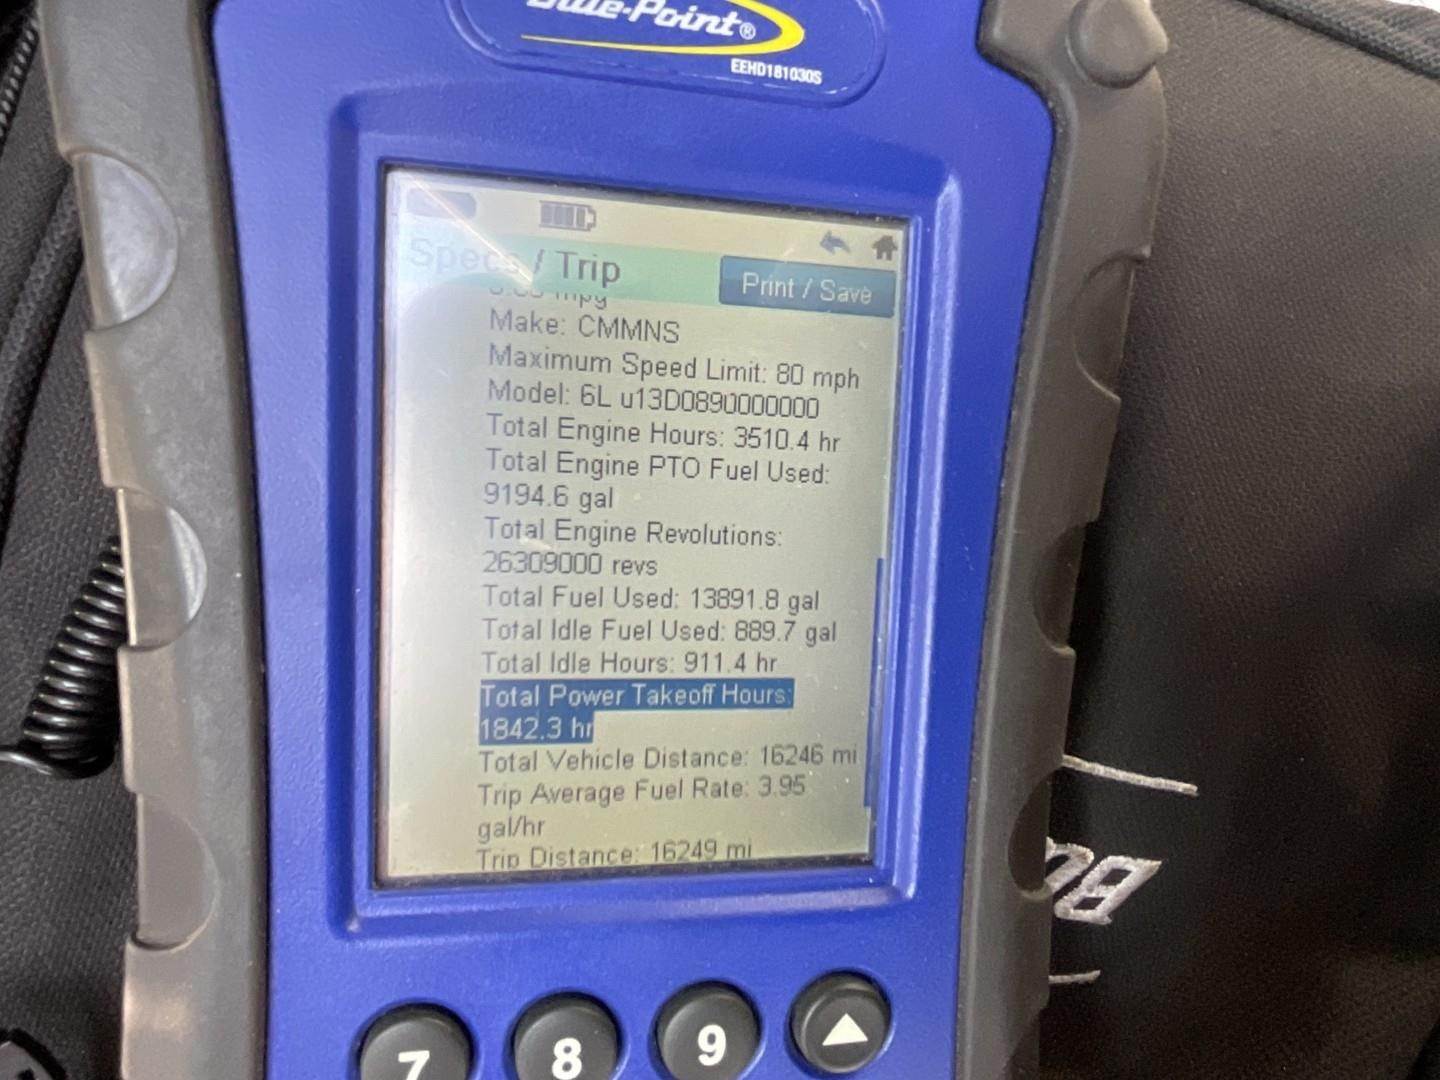 Blue-Point®
EEHD181030S
Specs / Trip
Print / Save
mpg
Make: CMMNS
Maximum Speed Limit: 80 mph
Model: 6L u13D0890000000
Total Engine Hours: 3510.4 hr
Total Engine PTO Fuel Used:
9194.6 gal
Total Engine Revolutions:
26309000 revs
Total Fuel Used: 13891.8 gal
Total Idle Fuel Used: 889.7 gal
Total Idle Hours: 911.4 hr
Total Power Takeoff Hours:
1842.3 hr
Total Vehicle Distance: 16246 mi
Trip Average Fuel Rate: 3.95
gal/hr
Trip Distance: 16249 mi
7
8
9